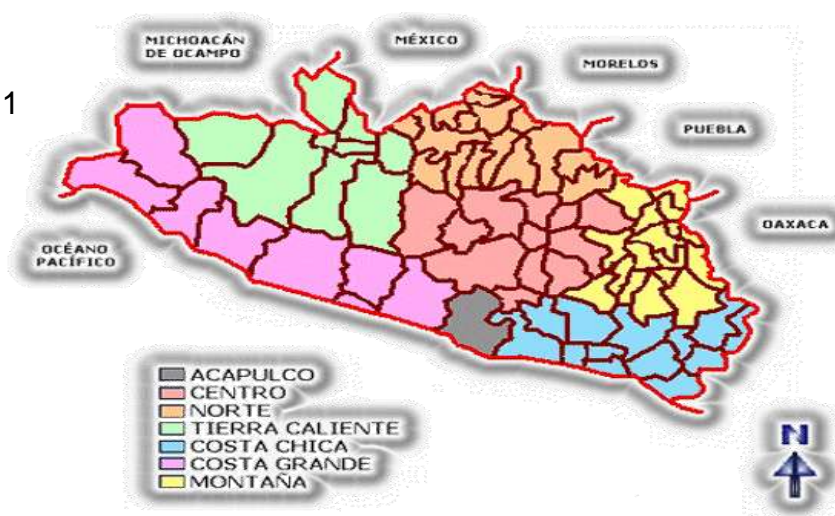 MICHOACÁN
DE OCAMPO
MÉXICO
MORELOS
1
PUEBLA
OAXACA
OCÉANO
PACÍFICO
ACAPULCO
CENTRO
NORTE
TIERRA CALIENTE
COSTA CHICA
COSTA GRANDE
MONTAÑA
N